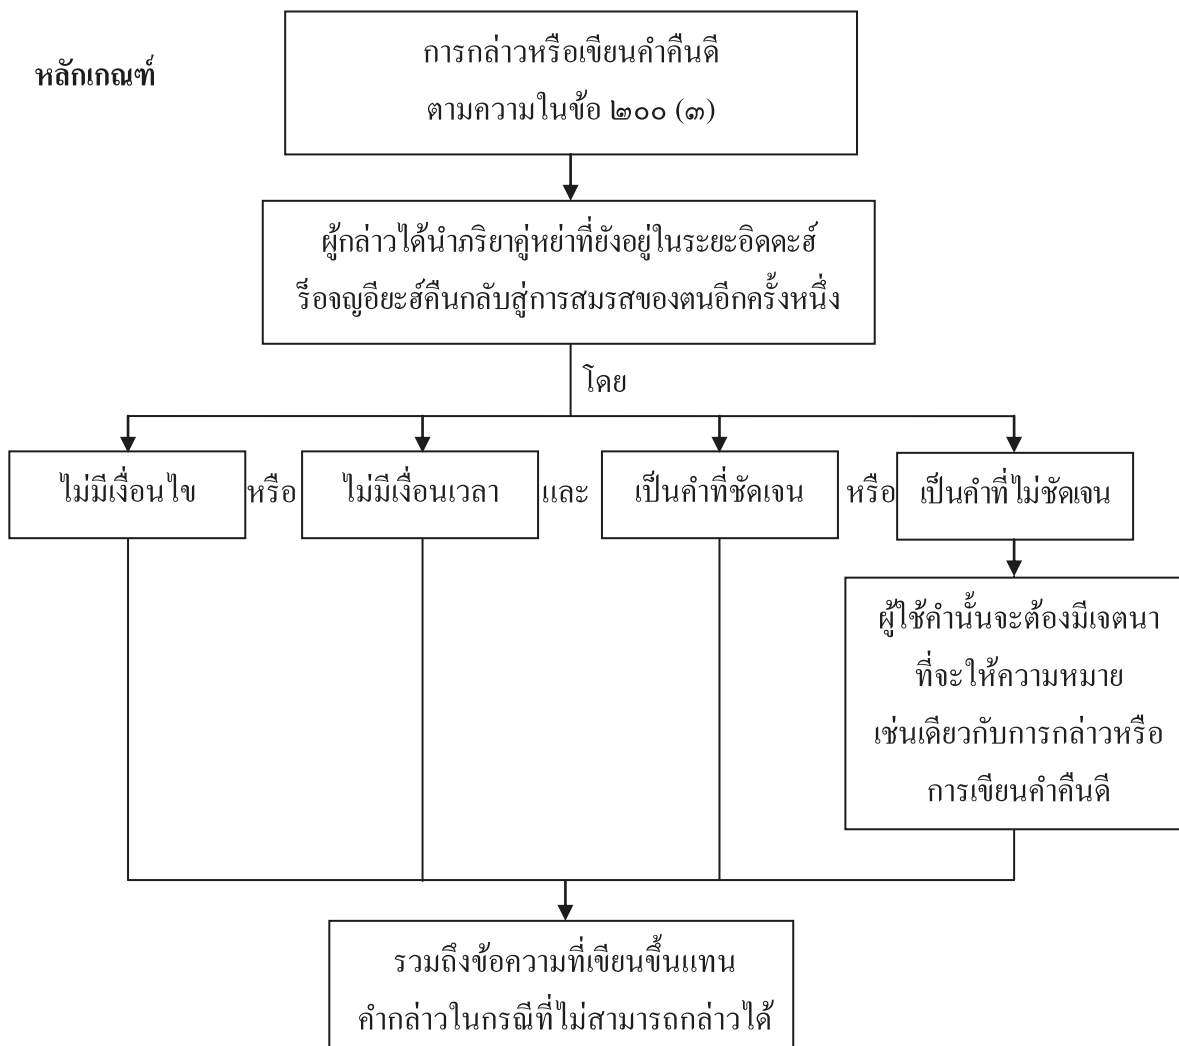 หลักเกณฑ์
การกล่าวหรือเขียนคำคืนดี
ตามความในข้อ ๒๐๐ (๓)
ผู้กล่าวได้นำภริยาคู่หย่าที่ยังอยู่ในระยะอิดดะฮ์
ร็อจญอียะฮ์คืนกลับสู่การสมรสของตนอีกครั้งหนึ่ง
โดย
ไม่มีเงื่อนไข หรือ ไม่มีเงื่อนเวลา และ เป็นคำที่ชัดเจน หรือ เป็นคำที่ไม่ชัดเจน
ผู้ใช้คำนั้นจะต้องมีเจตนา
ที่จะให้ความหมาย
เช่นเดียวกับการกล่าวหรือ
การเขียนคำคืนดี
รวมถึงข้อความที่เขียนขึ้นแทน
คำกล่าวในกรณีที่ไม่สามารถกล่าวได้